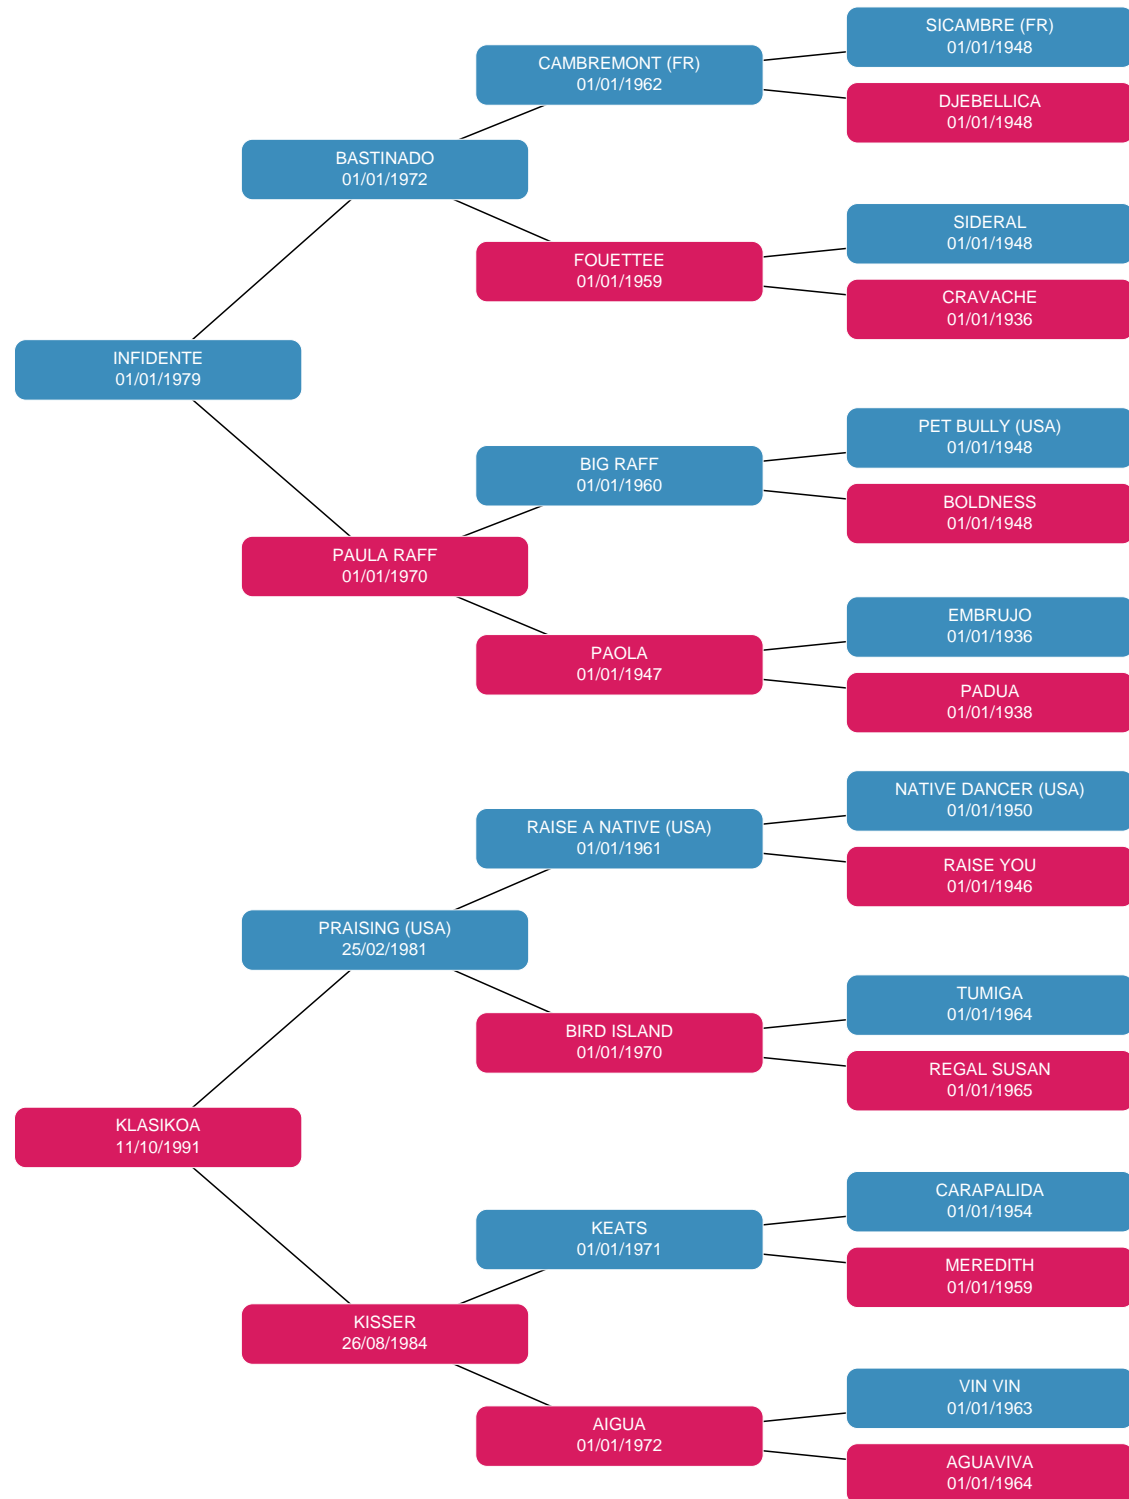 SICAMBRE (FR)
01/01/1948
CAMBREMONT (FR)
01/01/1962
DJEBELLICA
01/01/1948
BASTINADO
01/01/1972
SIDERAL
01/01/1948
FOUETTEE
01/01/1959
CRAVACHE
01/01/1936
INFIDENTE
01/01/1979
PET BULLY (USA)
01/01/1948
BIG RAFF
01/01/1960
BOLDNESS
01/01/1948
PAULA RAFF
01/01/1970
EMBRUJO
01/01/1936
PAOLA
01/01/1947
PADUA
01/01/1938
NATIVE DANCER (USA)
01/01/1950
RAISE A NATIVE (USA)
01/01/1961
RAISE YOU
01/01/1946
PRAISING (USA)
25/02/1981
TUMIGA
01/01/1964
BIRD ISLAND
01/01/1970
REGAL SUSAN
01/01/1965
KLASIKOA
11/10/1991
CARAPALIDA
01/01/1954
KEATS
01/01/1971
MEREDITH
01/01/1959
KISSER
26/08/1984
VIN VIN
01/01/1963
AIGUA
01/01/1972
AGUAVIVA
01/01/1964